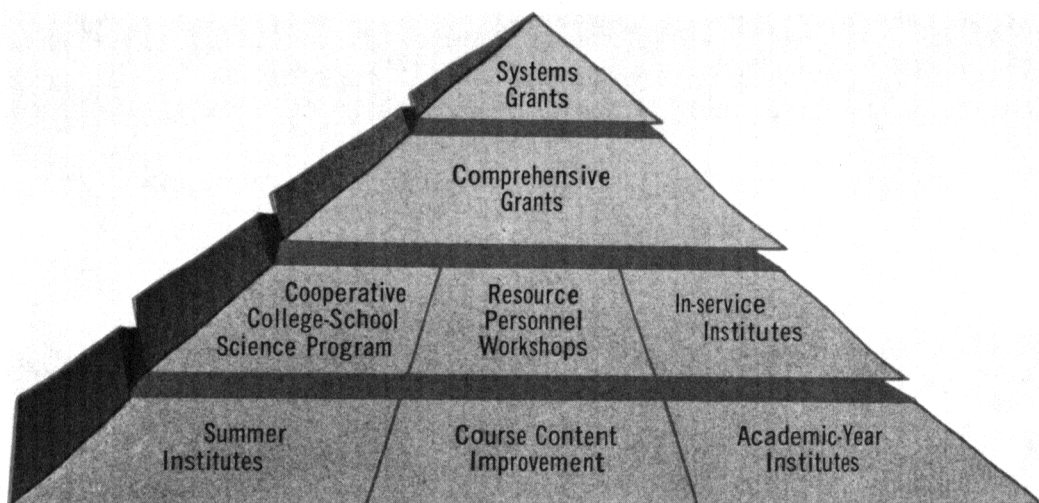 Systems
Grants
Comprehensive
Grants
Cooperative
College-School
Science Program
Resource
Personnel
Workshops
In-service
Institutes
Summer
Institutes
Course Content
Improvement
Academic-Year
Institutes